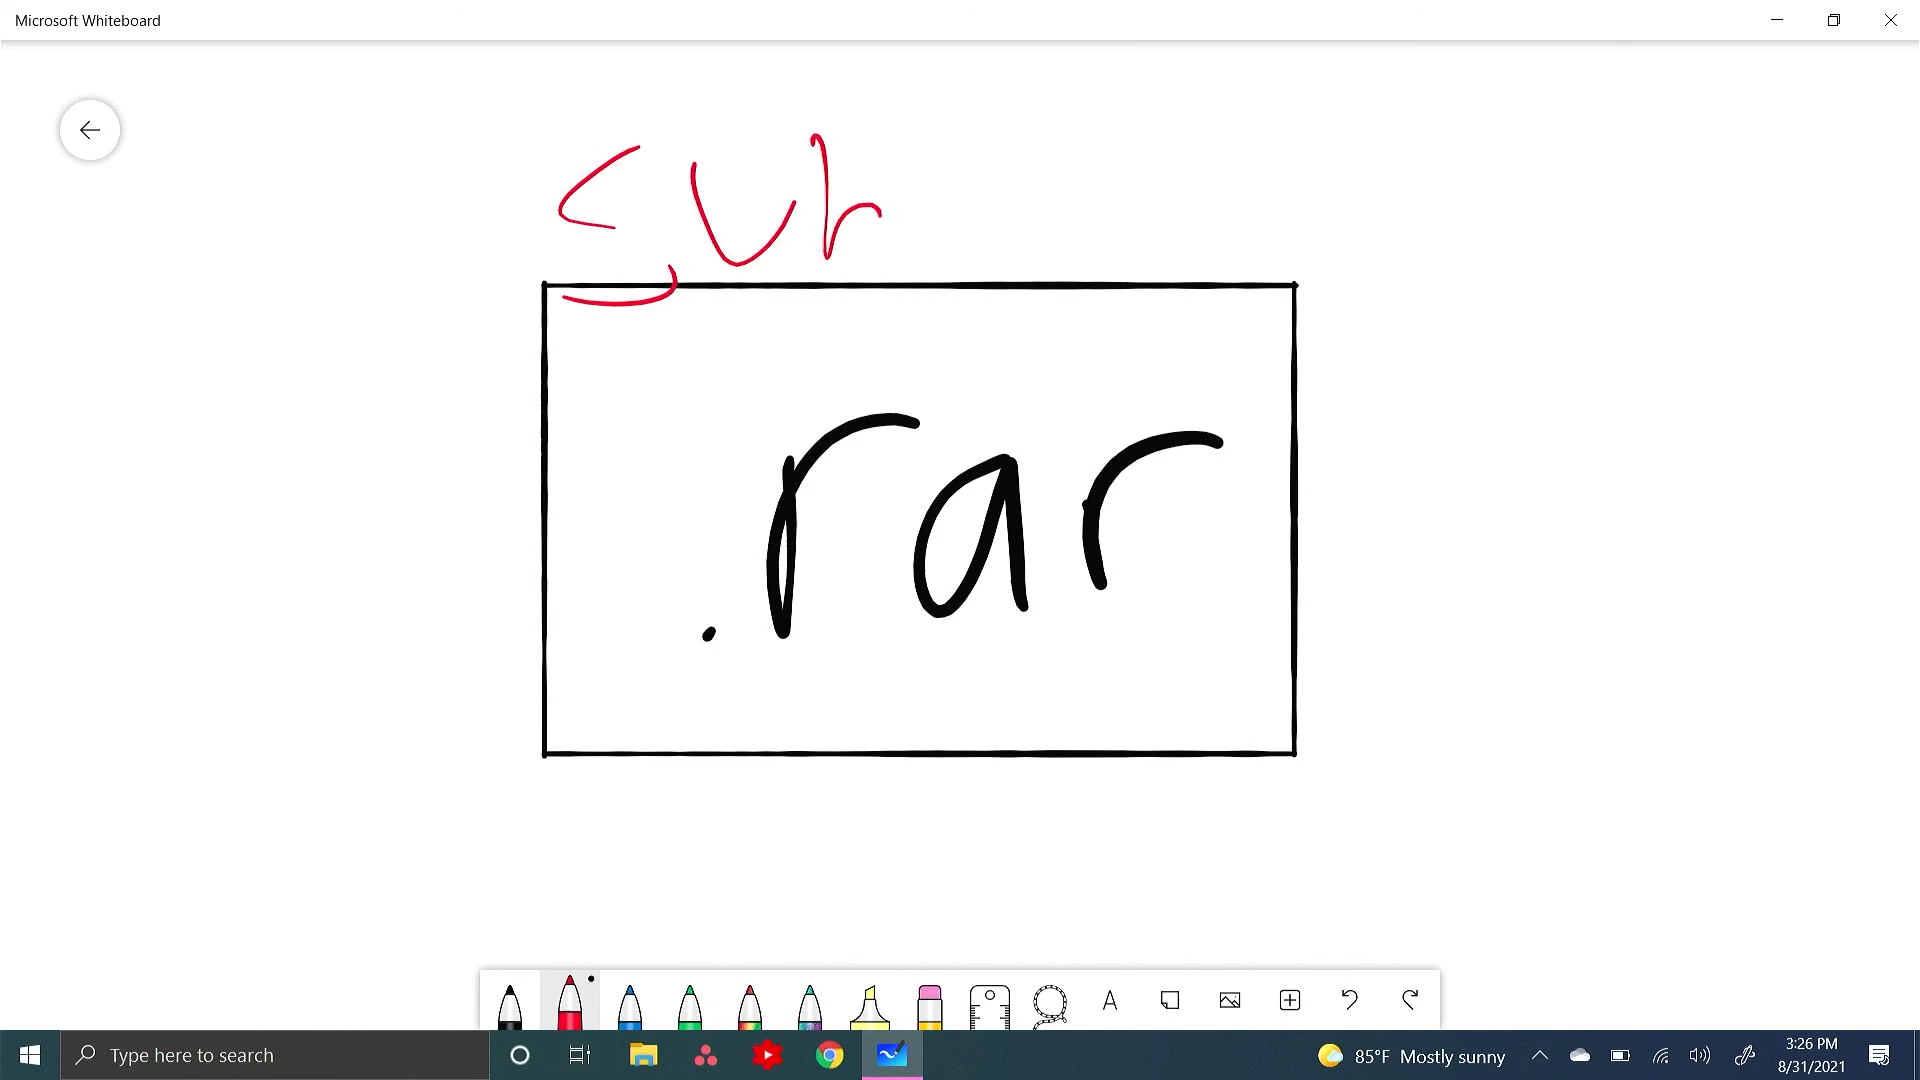 Microsoft Whiteboard
.rar
A
Type here to search
85°F Mostly sunny
3:26 PM
8/31/2021